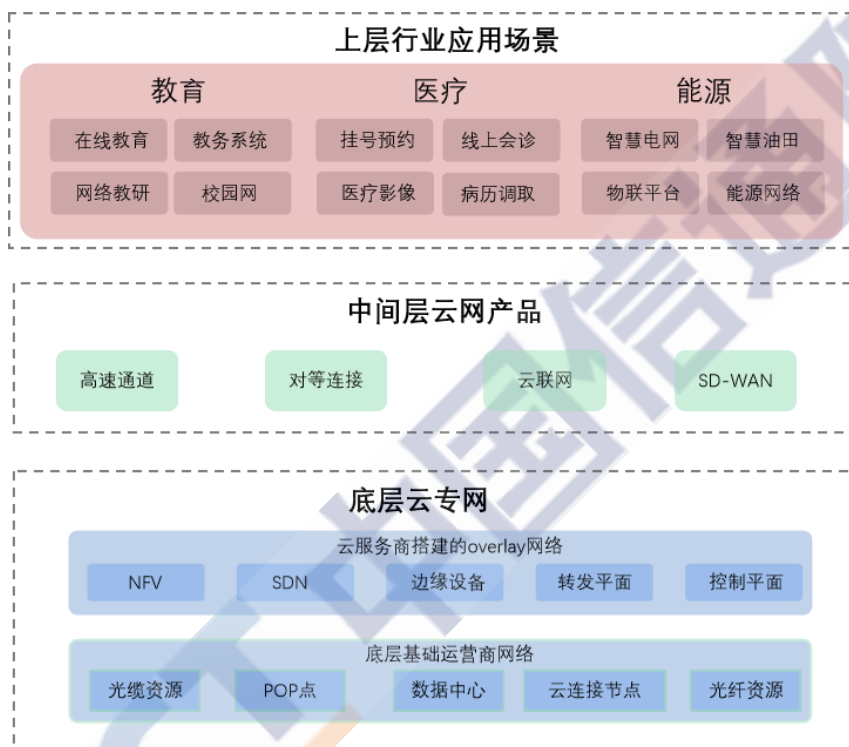 上层行业应用场景
教育 医疗 能源
在线教育 教务系统 挂号预约 线上会诊 智慧电网 智慧油田
网络教研 校园网 医疗影像 病历调取 物联平台 能源网络
中间层云网产品
高速通道 对等连接 云联网 SD-WAN
底层云专网
云服务商搭建的overlay网络
NFV SDN 边缘设备 转发平面 控制平面
底层基础运营商网络
光缆资源 POP点 数据中心 云连接节点 光纤资源
中国信通